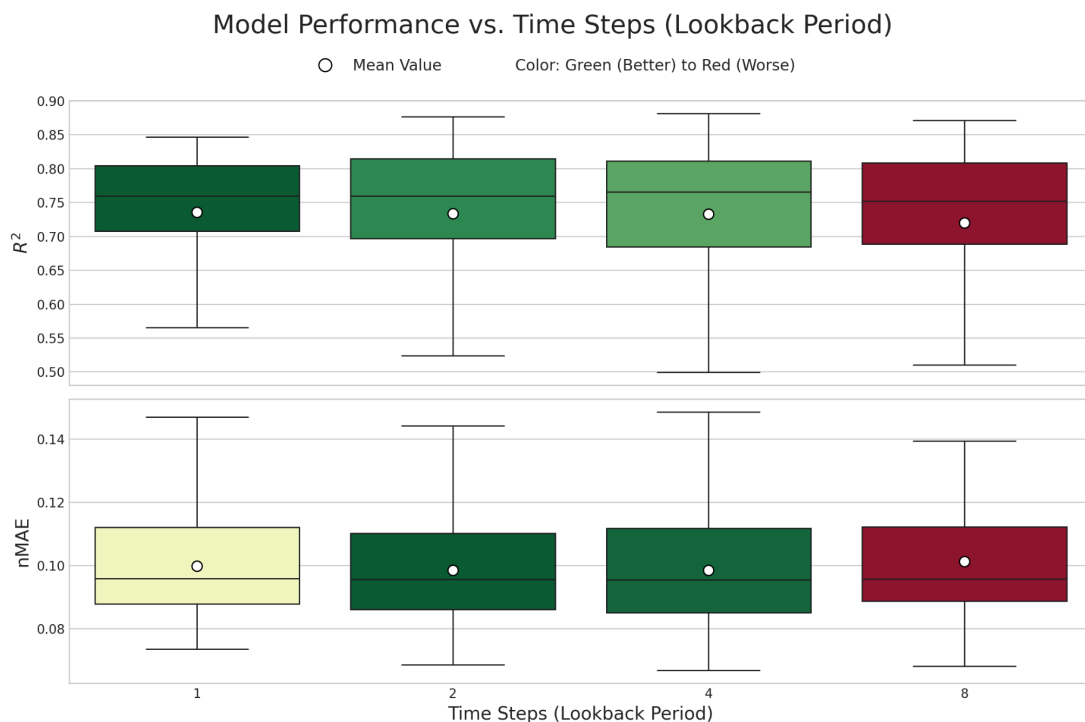 Model Performance vs. Time Steps (Lookback Period)
Mean Value
Color: Green (Better) to Red (Worse)
0.90
0.85
0.80
0.75
0.70
0.65
0.60
0.55
0.50
R²
0.14
0.12
0.10
0.08
nMAE
1
2
4
8
Time Steps (Lookback Period)